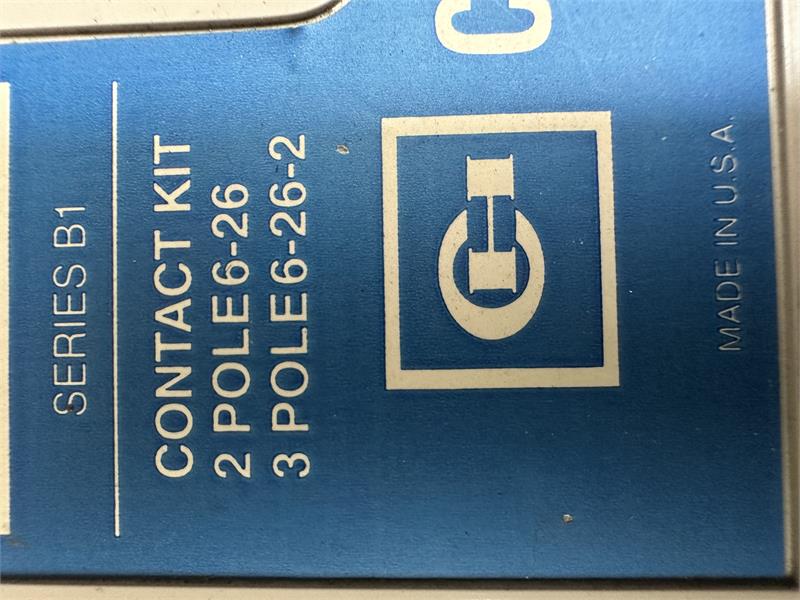 SERIES B1
CONTACT KIT
2 POLE 6-26
3 POLE 6-26-2
C
MADE IN U.S.A.